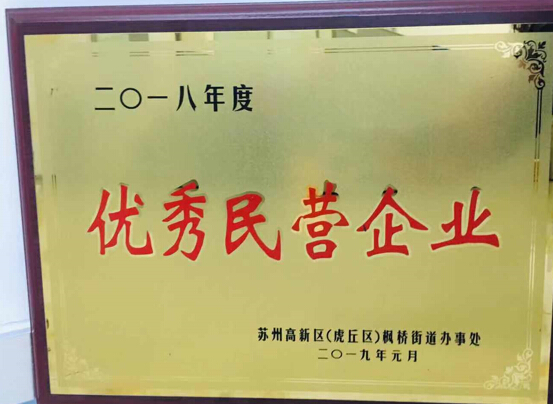 二〇一八年度
优秀民营企业
苏州高新区(虎丘区)枫桥街道办事处
二〇一九年元月